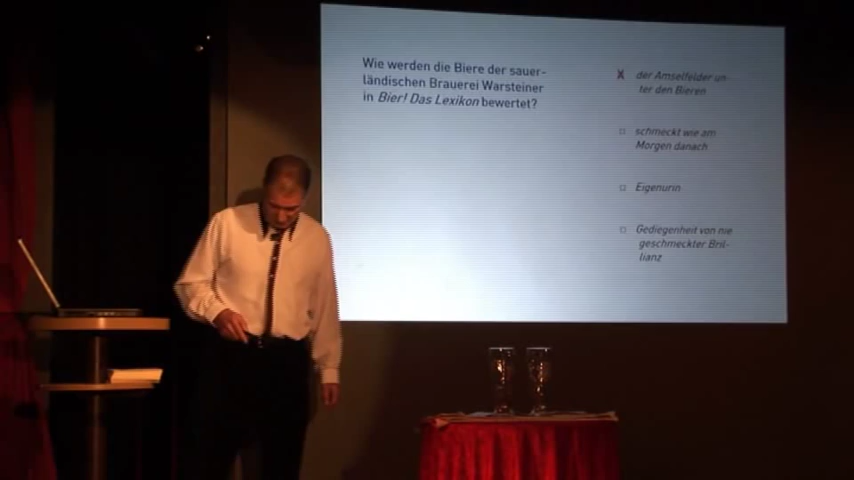 Wie werden die Biere der sauer-
ländischen Brauerei Warsteiner
in Bier! Das Lexikon bewertet?
X der Amselfelder un-
ter den Bieren
schmeckt wie am
Morgen danach
Eigenurin
Gediegenheit von nie
geschmeckter Bril-
lianz